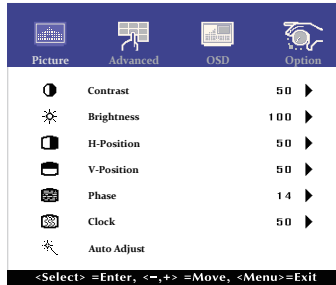 Picture Advanced OSD Option
Contrast 50
Brightness 100
H-Position 50
V-Position 50
Phase 14
Clock 50
Auto Adjust
<Select> =Enter, <−,+> =Move, <Menu>=Exit